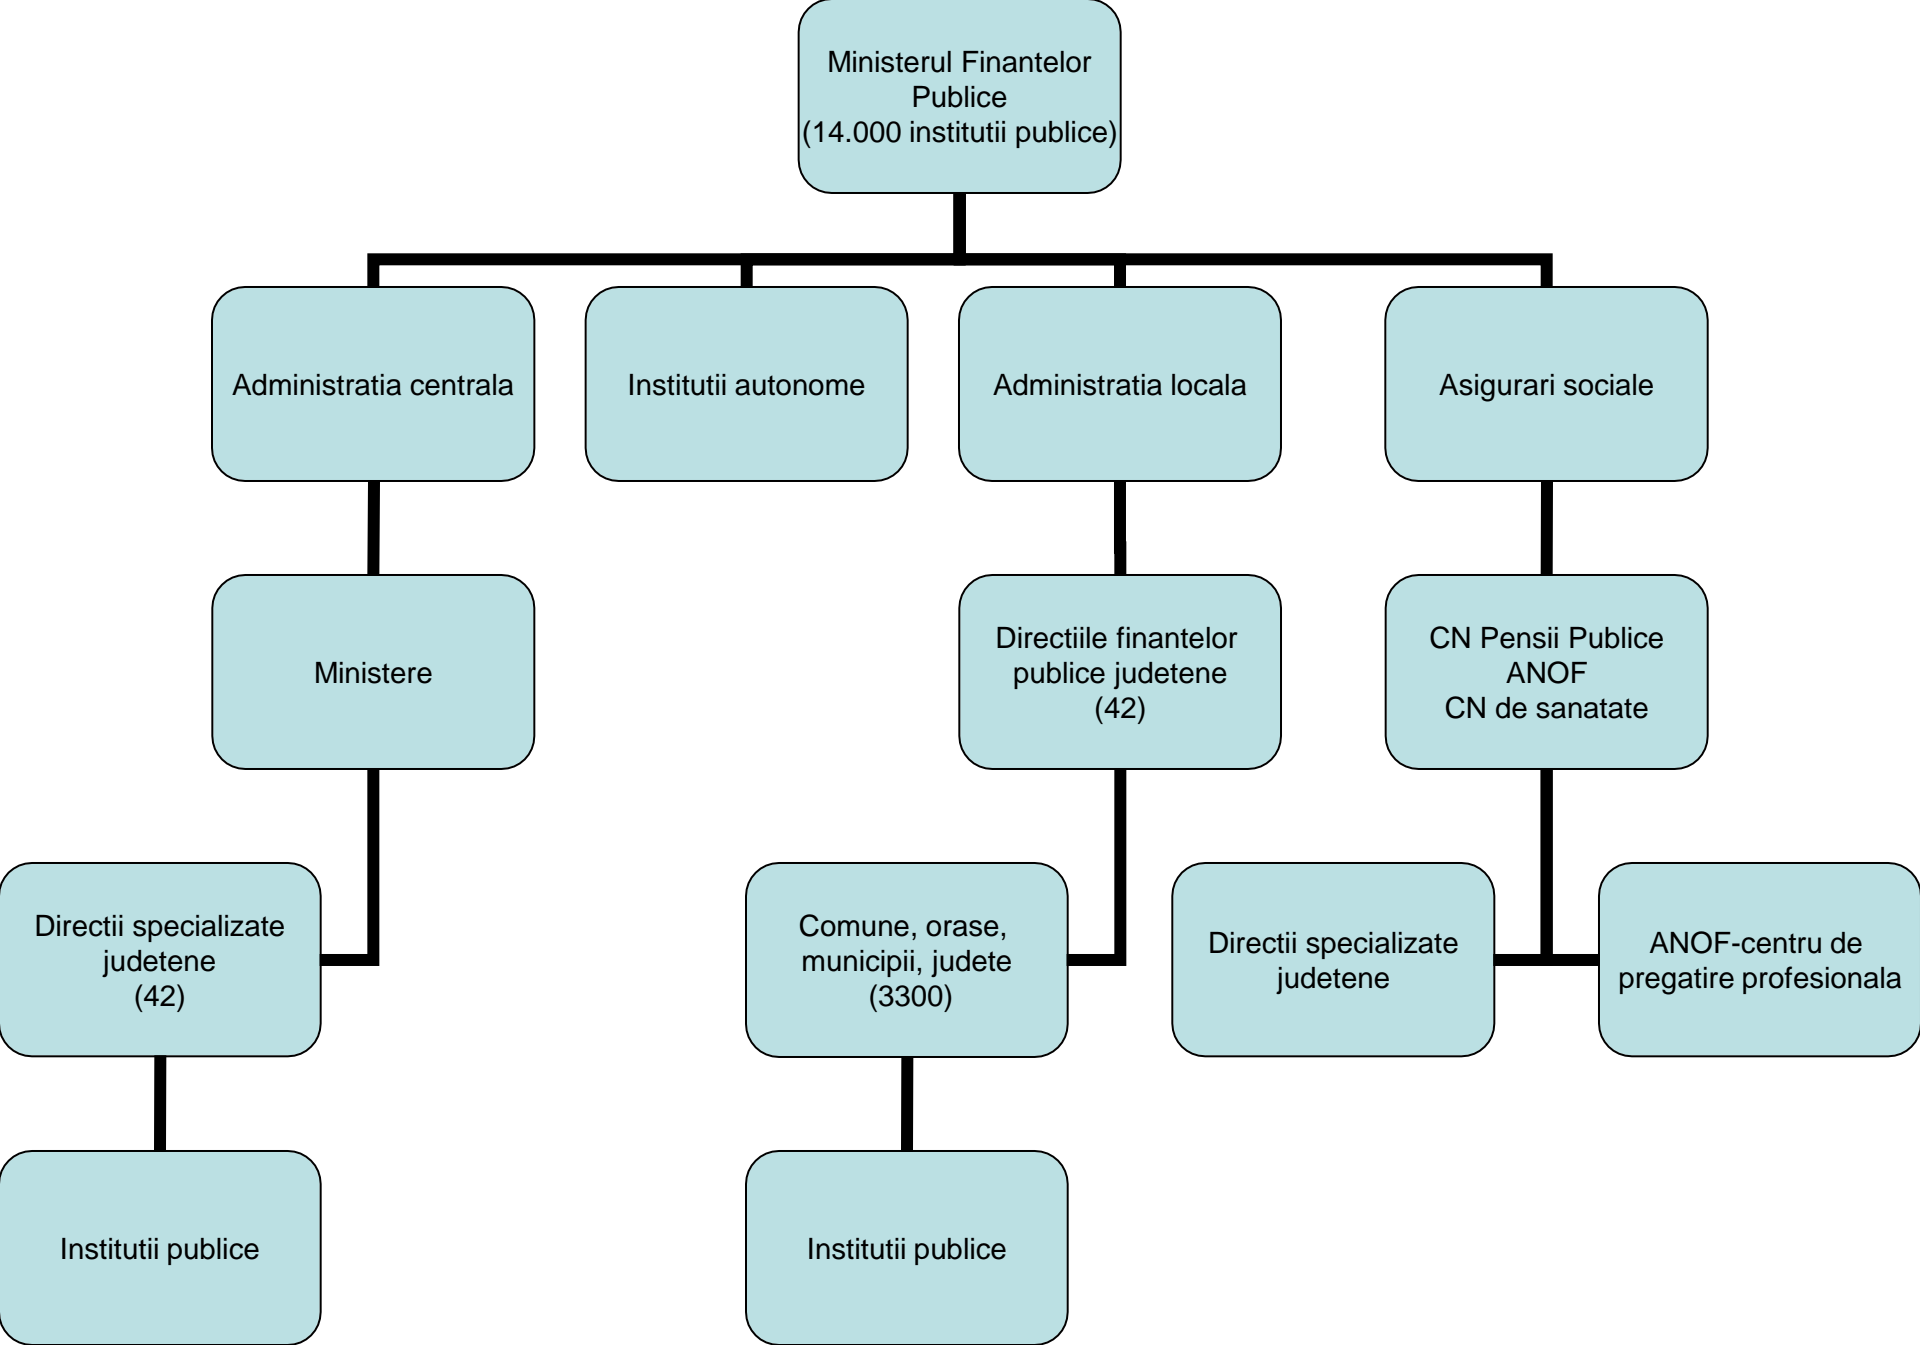 Ministerul Finantelor
Publice
(14.000 institutii publice)
Administratia centrala
Institutii autonome
Administratia locala
Asigurari sociale
Ministere
Directiile finantelor
publice judetene
(42)
CN Pensii Publice
ANOF
CN de sanatate
Directii specializate
judetene
(42)
Comune, orase,
municipii, judete
(3300)
Directii specializate
judetene
ANOF-centru de
pregatire profesionala
Institutii publice
Institutii publice